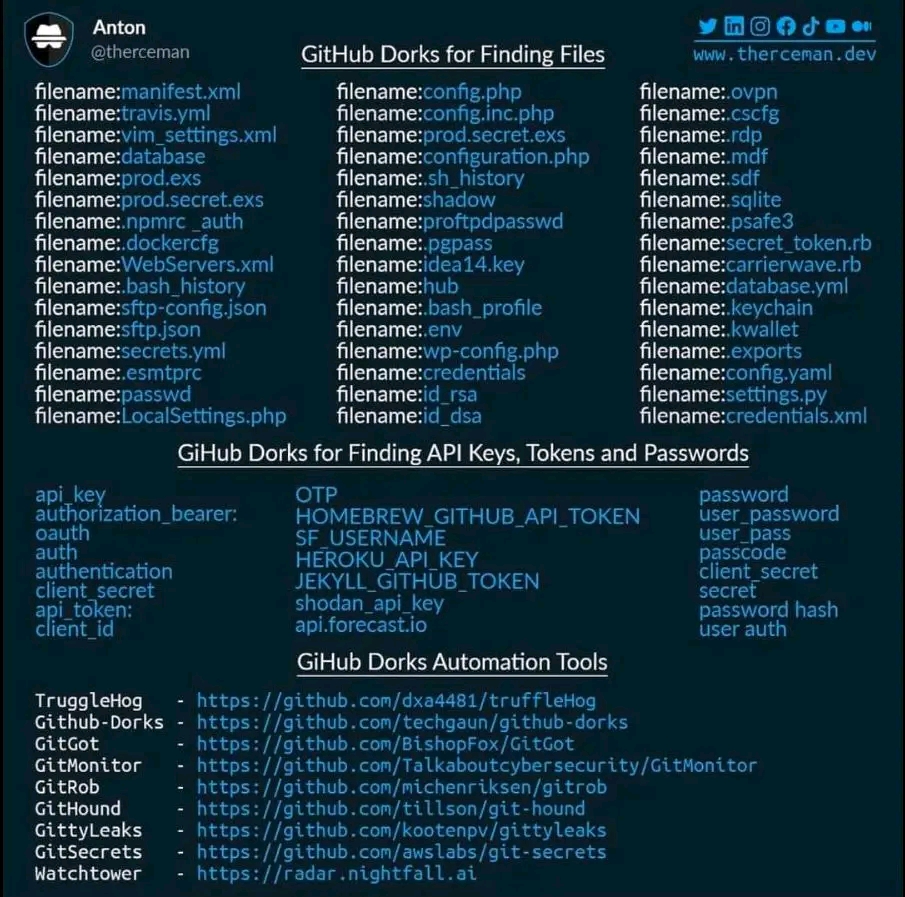 Anton
@therceman
www.therceman.dev
GitHub Dorks for Finding Files
filename:manifest.xml
filename:travis.yml
filename:vim_settings.xml
filename:database
filename:prod.exs
filename:prod.secret.exs
filename:.npmrc _auth
filename:.dockercfg
filename:WebServers.xml
filename:.bash_history
filename:sftp-config.json
filename:sftp.json
filename:secrets.yml
filename:.esmtprc
filename:passwd
filename:LocalSettings.php
filename:config.php
filename:config.inc.php
filename:prod.secret.exs
filename:configuration.php
filename:.sh_history
filename:shadow
filename:proftpdpasswd
filename:.pgpass
filename:idea14.key
filename:hub
filename:.bash_profile
filename:.env
filename:wp-config.php
filename:credentials
filename:id_rsa
filename:id_dsa
filename:.ovpn
filename:.cscfg
filename:.rdp
filename:.mdf
filename:.sdf
filename:.sqlite
filename:.psafe3
filename:secret_token.rb
filename:carrierwave.rb
filename:database.yml
filename:.keychain
filename:.kwallet
filename:.exports
filename:config.yaml
filename:settings.py
filename:credentials.xml
GiHub Dorks for Finding API Keys, Tokens and Passwords
api_key
authorization_bearer:
oauth
auth
authentication
client_secret
api_token:
client_id
OTP
HOMEBREW_GITHUB_API_TOKEN
SF_USERNAME
HEROKU_API_KEY
JEKYLL_GITHUB_TOKEN
shodan_api_key
api.forecast.io
password
user_password
user_pass
passcode
client_secret
secret
password hash
user auth
GiHub Dorks Automation Tools
TruggleHog - https://github.com/dxa4481/truffleHog
Github-Dorks - https://github.com/techgaun/github-dorks
GitGot - https://github.com/BishopFox/GitGot
GitMonitor - https://github.com/Talkaboutcybersecurity/GitMonitor
GitRob - https://github.com/michenriksen/gitrob
GitHound - https://github.com/tillson/git-hound
GittyLeaks - https://github.com/kootenpv/gittyleaks
GitSecrets - https://github.com/awslabs/git-secrets
Watchtower - https://radar.nightfall.ai